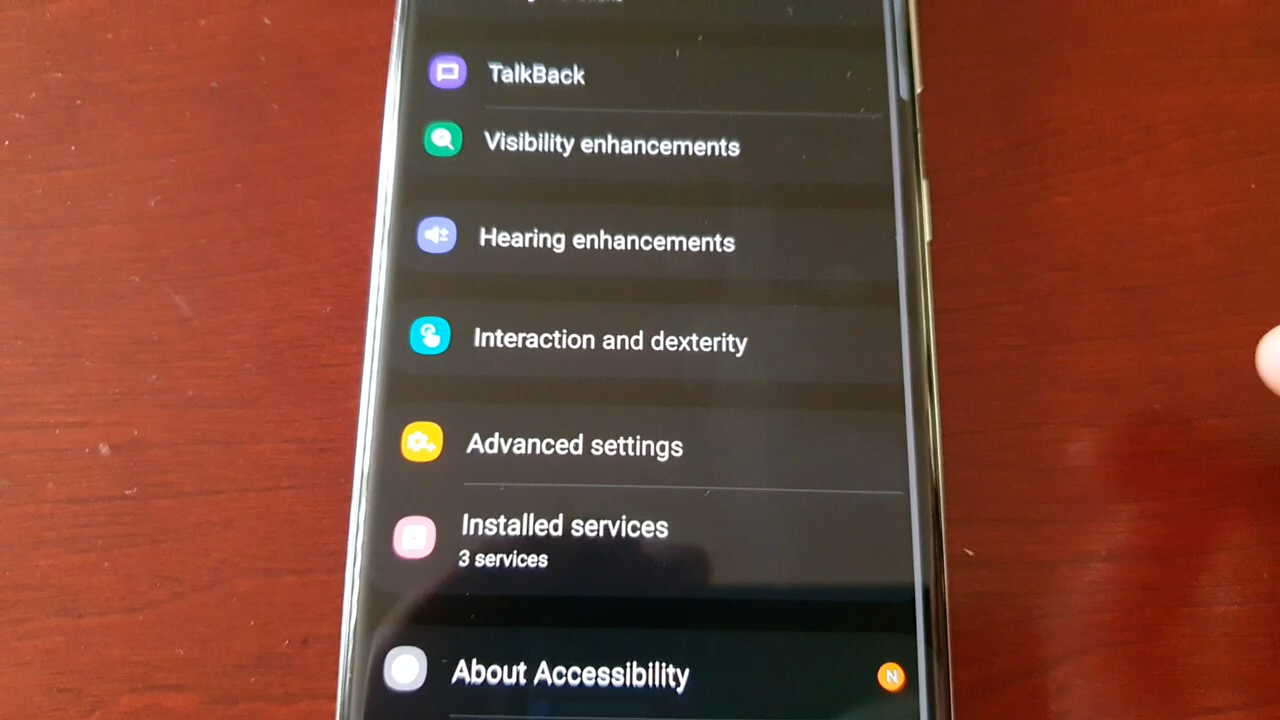 TalkBack
Visibility enhancements
Hearing enhancements
Interaction and dexterity
Advanced settings
Installed services
3 services
About Accessibility
N